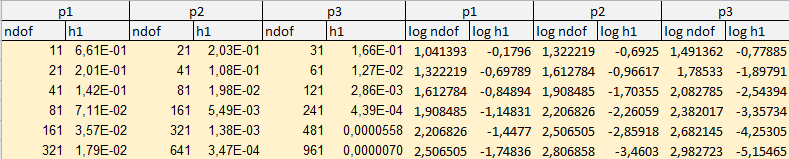 p1 p2 p3 p1 p2 p3
ndof h1 ndof h1 ndof h1 log ndof log h1 log ndof log h1 log ndof log h1
11 6,61E-01 21 2,03E-01 31 1,66E-01 1,041393 -0,1796 1,322219 -0,6925 1,491362 -0,77885
21 2,01E-01 41 1,08E-01 61 1,27E-02 1,322219 -0,69789 1,612784 -0,96617 1,78533 -1,89791
41 1,42E-01 81 1,98E-02 121 2,86E-03 1,612784 -0,84894 1,908485 -1,70355 2,082785 -2,54394
81 7,11E-02 161 5,49E-03 241 4,39E-04 1,908485 -1,14831 2,206826 -2,26059 2,382017 -3,35734
161 3,57E-02 321 1,38E-03 481 0,0000558 2,206826 -1,4477 2,506505 -2,85918 2,682145 -4,25305
321 1,79E-02 641 3,47E-04 961 0,0000070 2,506505 -1,74836 2,806858 -3,4603 2,982723 -5,15465